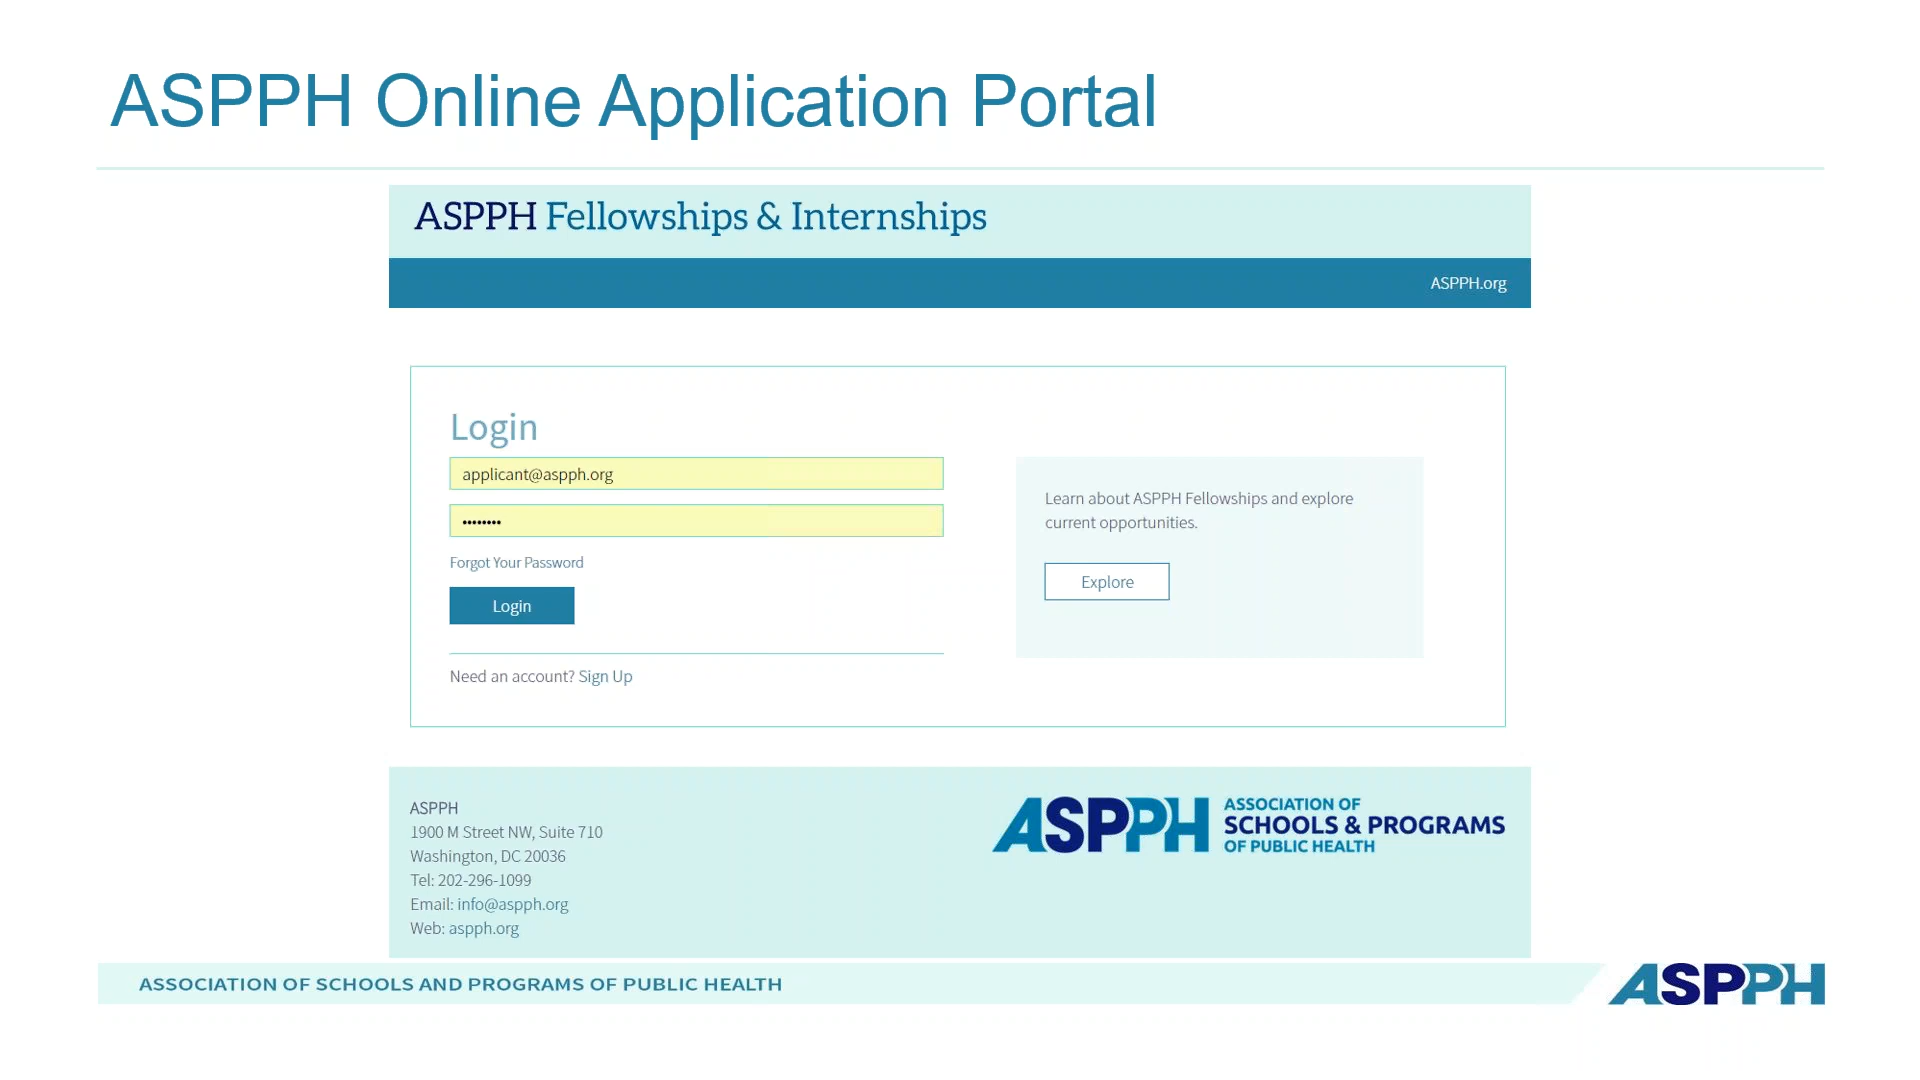 ASPPH Online Application Portal
ASPPH Fellowships & Internships
ASPPH.org
Login
applicant@aspph.org
••••••••
Forgot Your Password
Login
Need an account? Sign Up
Learn about ASPPH Fellowships and explore
current opportunities.
Explore
ASPPH
1900 M Street NW, Suite 710
Washington, DC 20036
Tel: 202-296-1099
Email: info@aspph.org
Web: aspph.org
ASPPH
ASSOCIATION OF
SCHOOLS & PROGRAMS
OF PUBLIC HEALTH
ASSOCIATION OF SCHOOLS AND PROGRAMS OF PUBLIC HEALTH
ASPPH